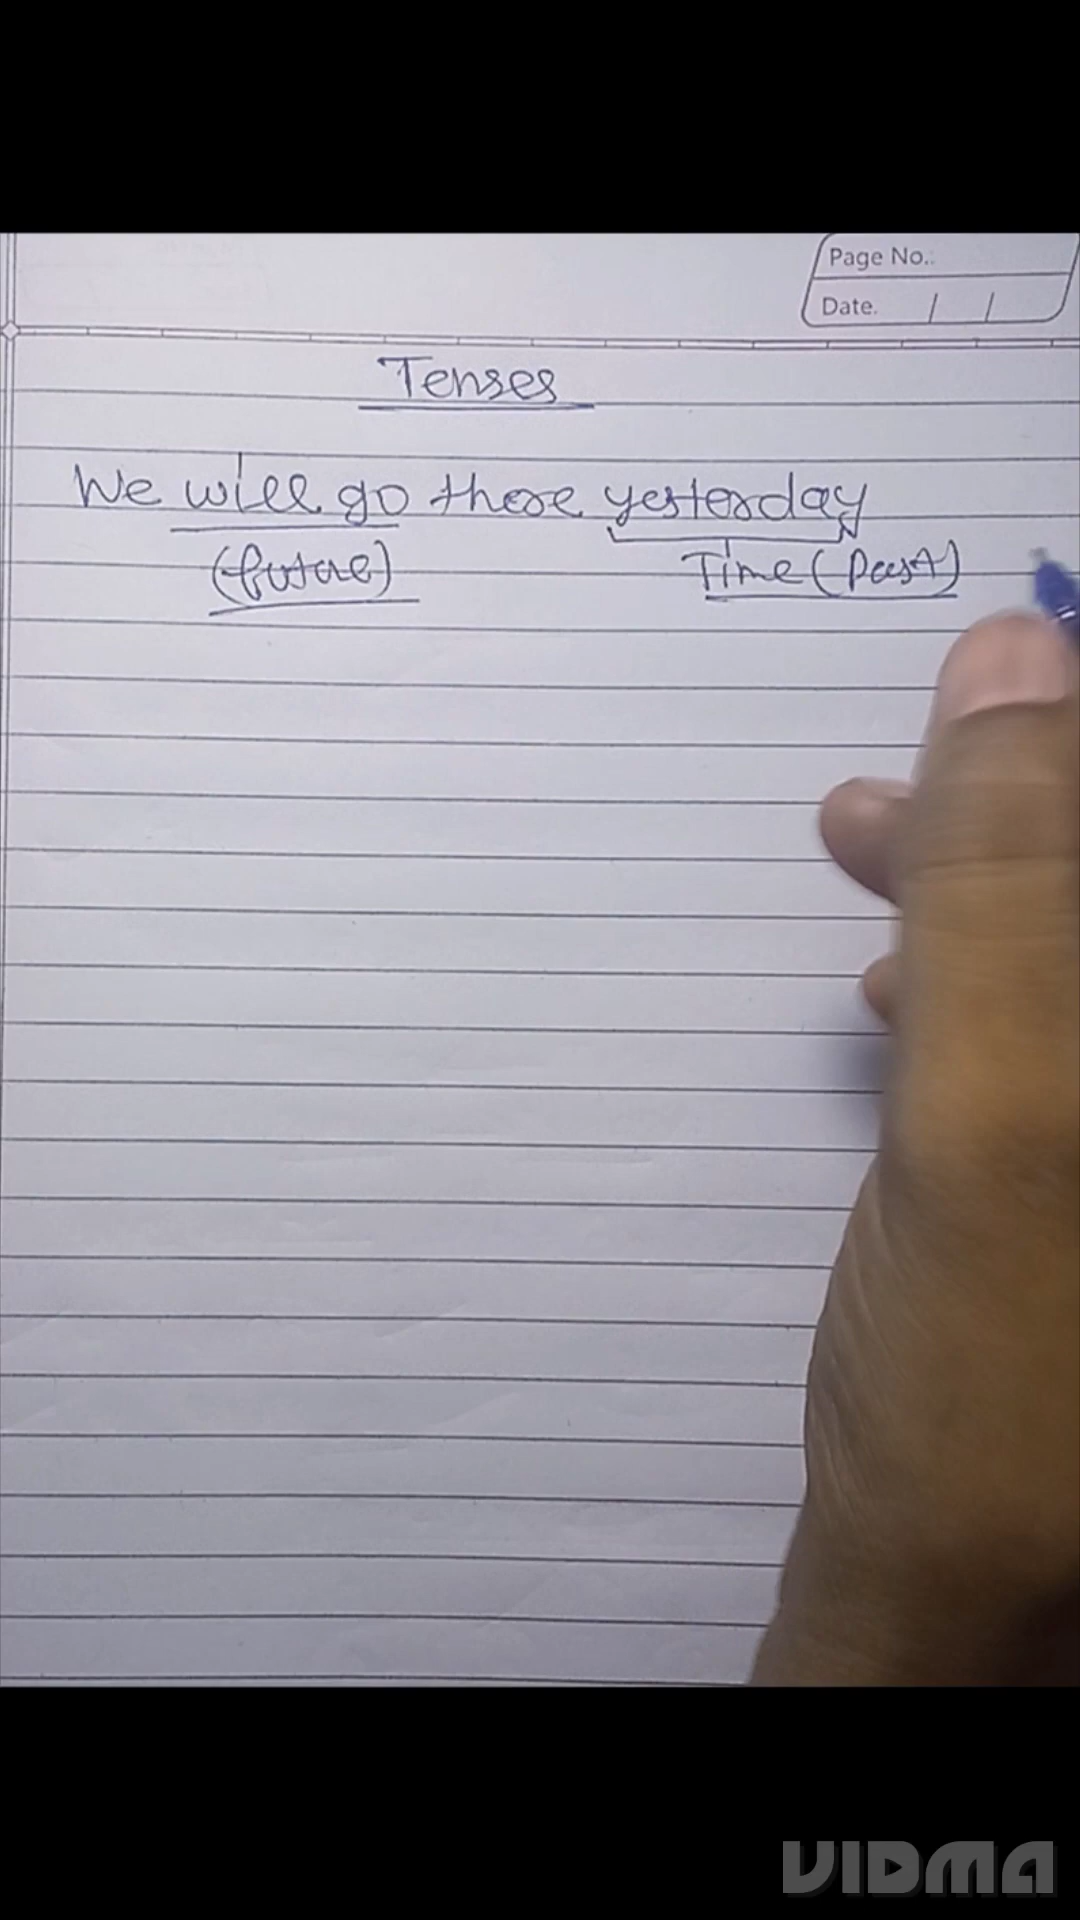 Page No.:
Date. / /
Tenses
We will go there yesterday
(future) Time (Past)
VIDMA